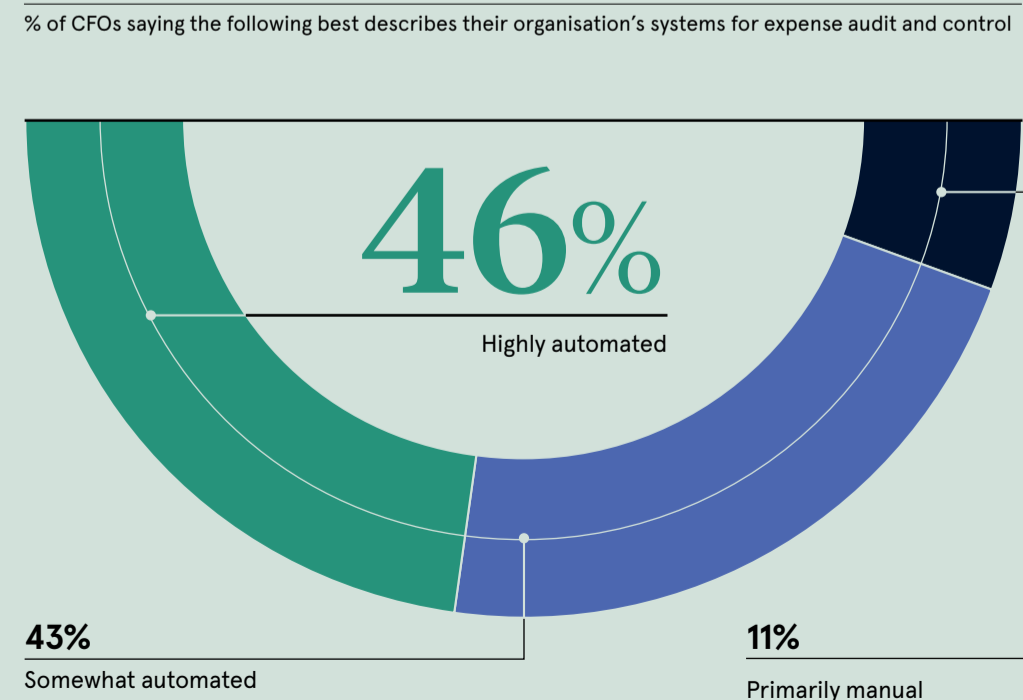 % of CFOs saying the following best describes their organisation’s systems for expense audit and control
46%
Highly automated
43%
Somewhat automated
11%
Primarily manual